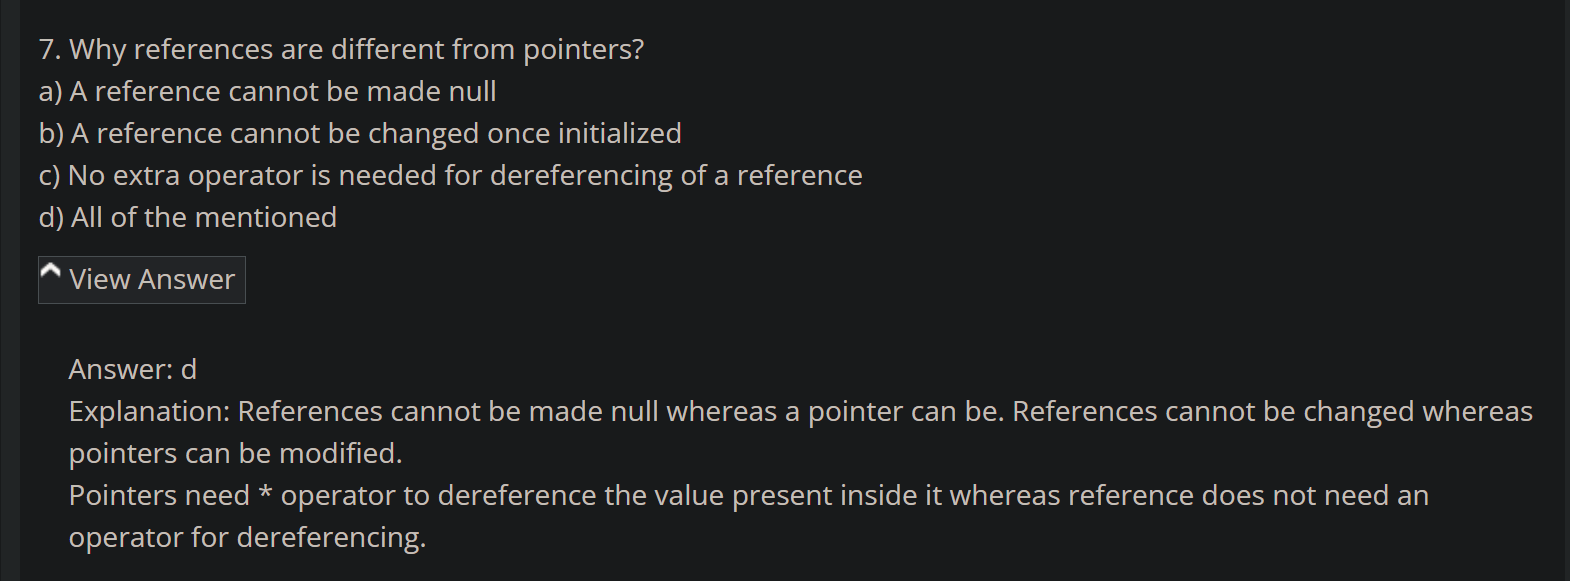 7. Why references are different from pointers?
a) A reference cannot be made null
b) A reference cannot be changed once initialized
c) No extra operator is needed for dereferencing of a reference
d) All of the mentioned
View Answer
Answer: d
Explanation: References cannot be made null whereas a pointer can be. References cannot be changed whereas
pointers can be modified.
Pointers need * operator to dereference the value present inside it whereas reference does not need an
operator for dereferencing.